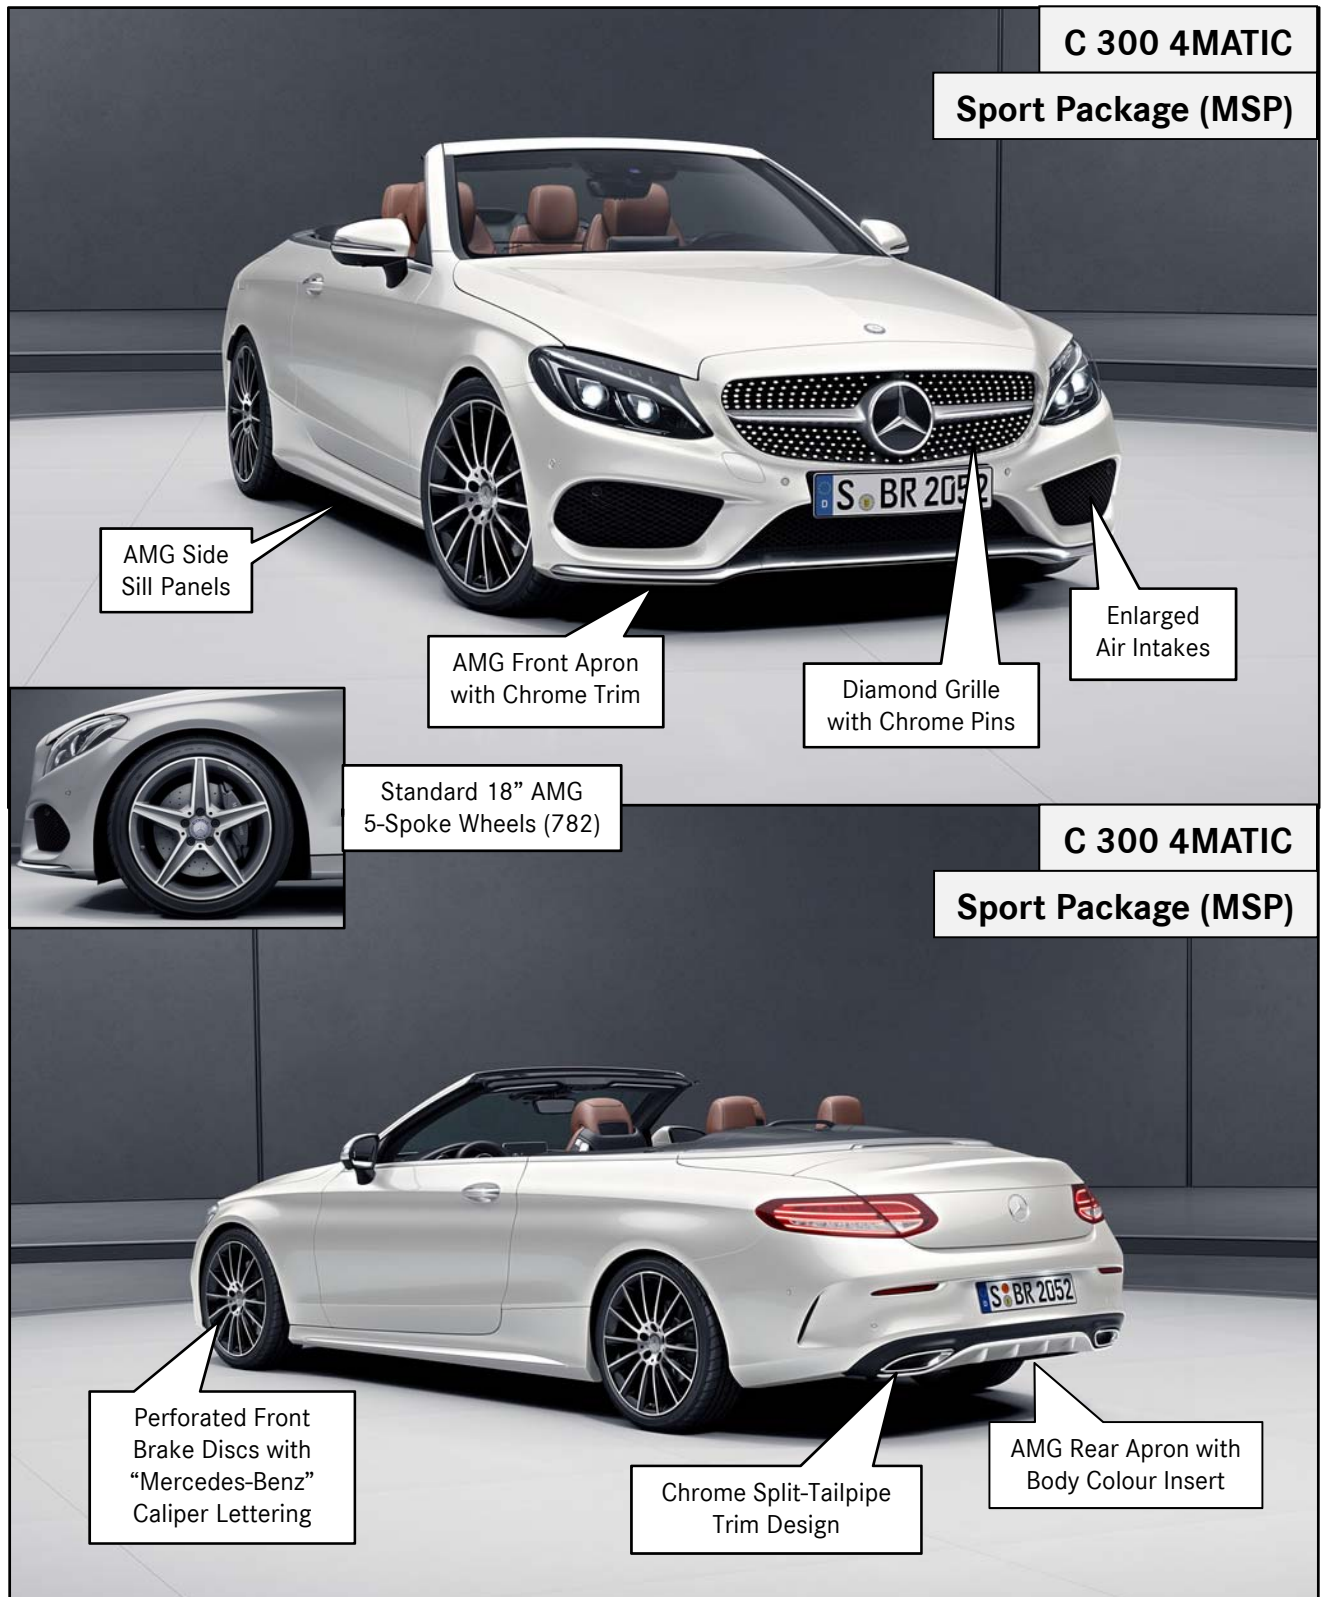 C 300 4MATIC
Sport Package (MSP)
S BR 2052
AMG Side
Sill Panels
AMG Front Apron
with Chrome Trim
Diamond Grille
with Chrome Pins
Enlarged
Air Intakes
Standard 18” AMG
5-Spoke Wheels (782)
C 300 4MATIC
Sport Package (MSP)
S BR 2052
Perforated Front
Brake Discs with
“Mercedes-Benz”
Caliper Lettering
Chrome Split-Tailpipe
Trim Design
AMG Rear Apron with
Body Colour Insert